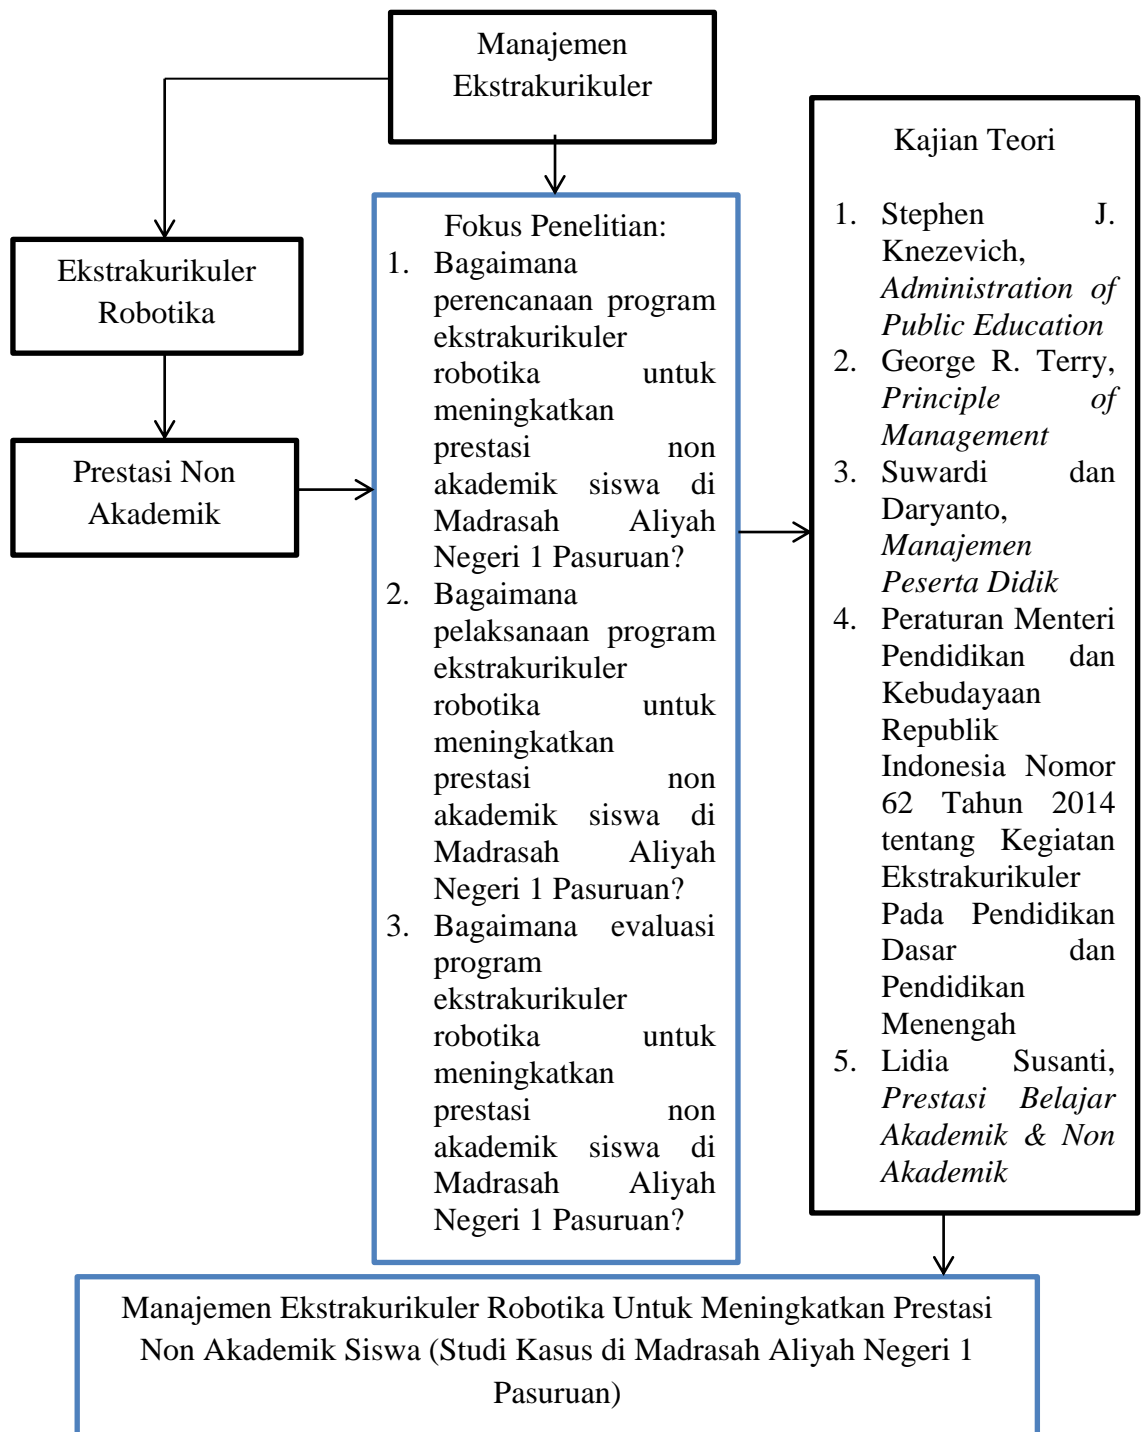 Manajemen
Ekstrakurikuler
Ekstrakurikuler
Robotika
Prestasi Non
Akademik
Fokus Penelitian:
1. Bagaimana
perencanaan program
ekstrakurikuler
robotika untuk
meningkatkan
prestasi non
akademik siswa di
Madrasah Aliyah
Negeri 1 Pasuruan?
2. Bagaimana
pelaksanaan program
ekstrakurikuler
robotika untuk
meningkatkan
prestasi non
akademik siswa di
Madrasah Aliyah
Negeri 1 Pasuruan?
3. Bagaimana evaluasi
program
ekstrakurikuler
robotika untuk
meningkatkan
prestasi non
akademik siswa di
Madrasah Aliyah
Negeri 1 Pasuruan?
Kajian Teori
1. Stephen J.
Knezevich,
Administration of
Public Education
2. George R. Terry,
Principle of
Management
3. Suwardi dan
Daryanto,
Manajemen
Peserta Didik
4. Peraturan Menteri
Pendidikan dan
Kebudayaan
Republik
Indonesia Nomor
62 Tahun 2014
tentang Kegiatan
Ekstrakurikuler
Pada Pendidikan
Dasar dan
Pendidikan
Menengah
5. Lidia Susanti,
Prestasi Belajar
Akademik & Non
Akademik
Manajemen Ekstrakurikuler Robotika Untuk Meningkatkan Prestasi
Non Akademik Siswa (Studi Kasus di Madrasah Aliyah Negeri 1
Pasuruan)